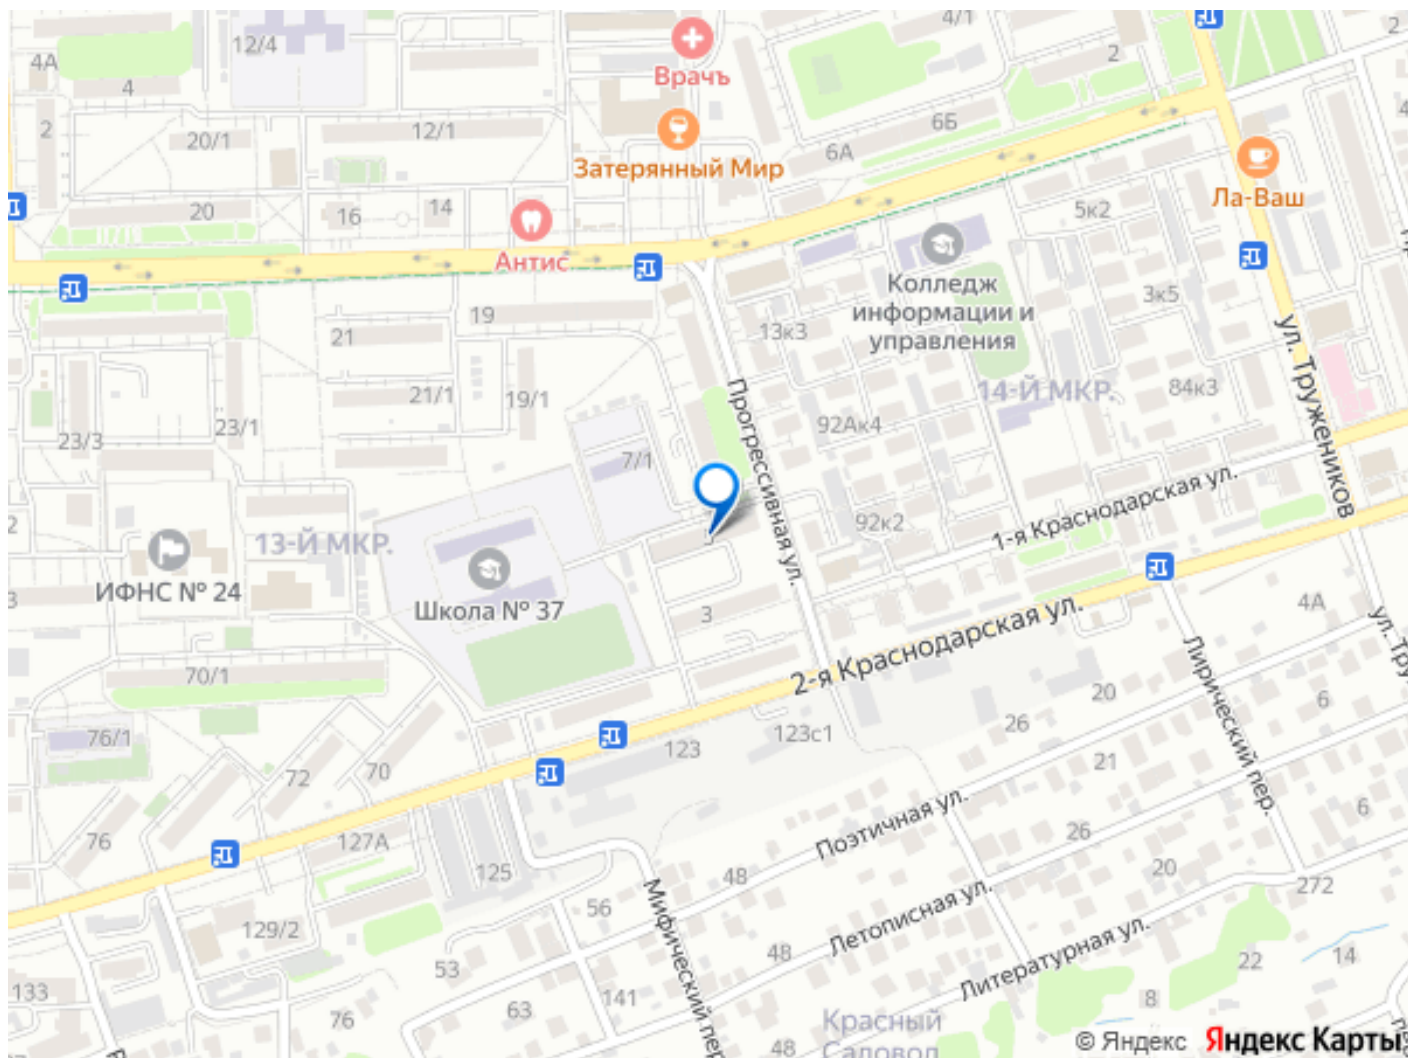 4/1
2
12/4
4А
4
Врачъ
2
20/1
12/1
6Б
6А
Затерянный Мир
Ла-Ваш
20
16
14
5к2
Антис
Колледж
информации и
управления
3к5
19
13к3
21
ул. Тружеников
14-Й МКР.
84к3
21/1
19/1
Прогрессивная ул.
92Ак4
23/3
23/1
7/1
92к2
1-я Краснодарская ул.
13-Й МКР.
ИФНС № 24
Школа № 37
3
4А
2-я Краснодарская ул.
70/1
Лирический пер.
20
6
26
76/1
123с1
123
72
70
21
6
76
127А
Поэтичная ул.
26
125
48
20
272
56
Мифический пер
Летописная ул.
129/2
48
Литературная ул.
53
22
14
133
63
141
8
76
Красный
Садовод
48
© Яндекс Яндекс Карты